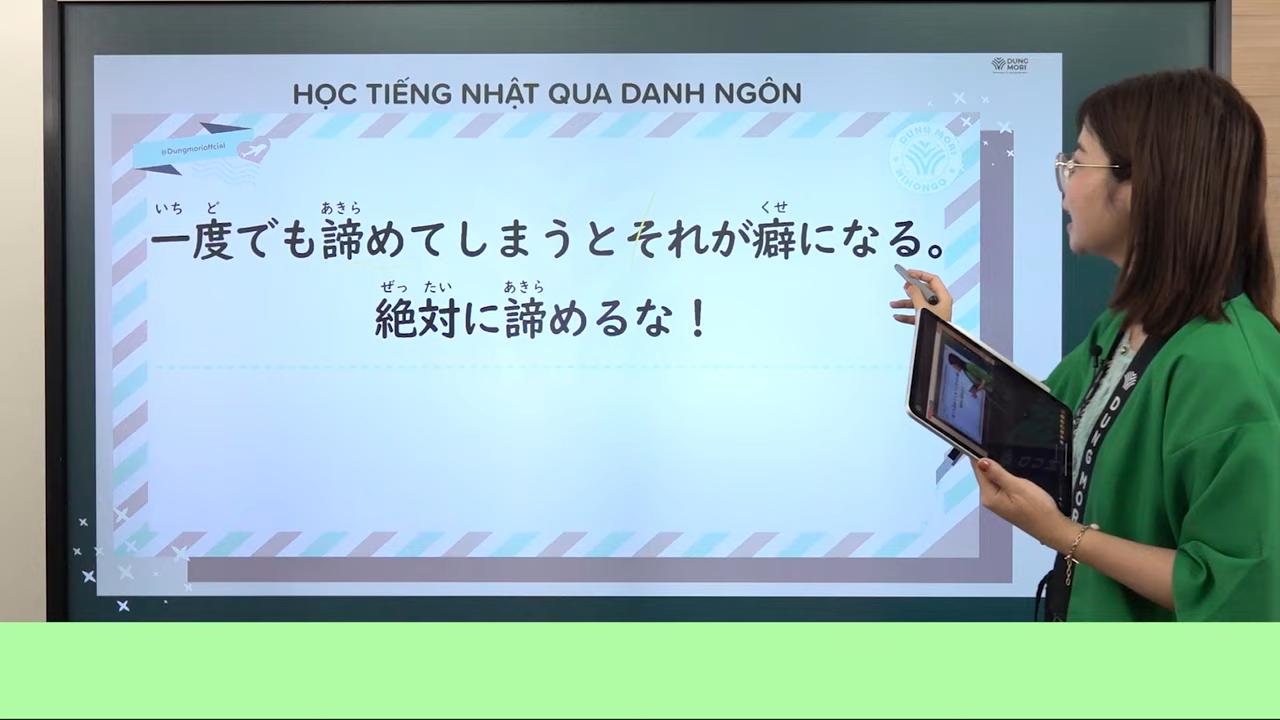 DUNG
MORI
HỌC TIẾNG NHẬT QUA DANH NGÔN
@Dungmoriofficial
DUNG MORI
NIHONGO
いち ど あきら くせ
一度でも諦めてしまうとそれが癖になる。
ぜっ たい あきら
絶対に諦めるな！
DUNG MOR